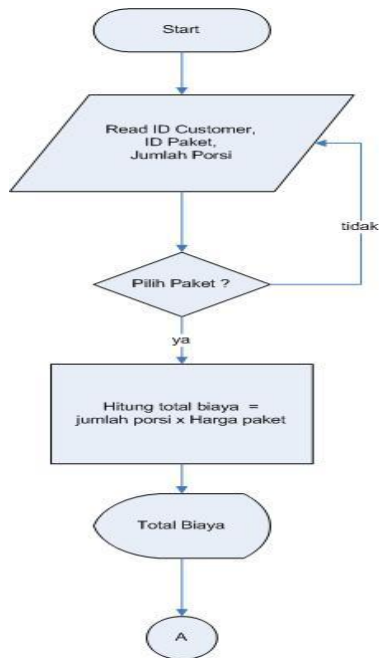 Start
Read ID Customer,
ID Paket,
Jumlah Porsi
tidak
Pilih Paket ?
ya
Hitung total biaya =
jumlah porsi x Harga paket
Total Biaya
A